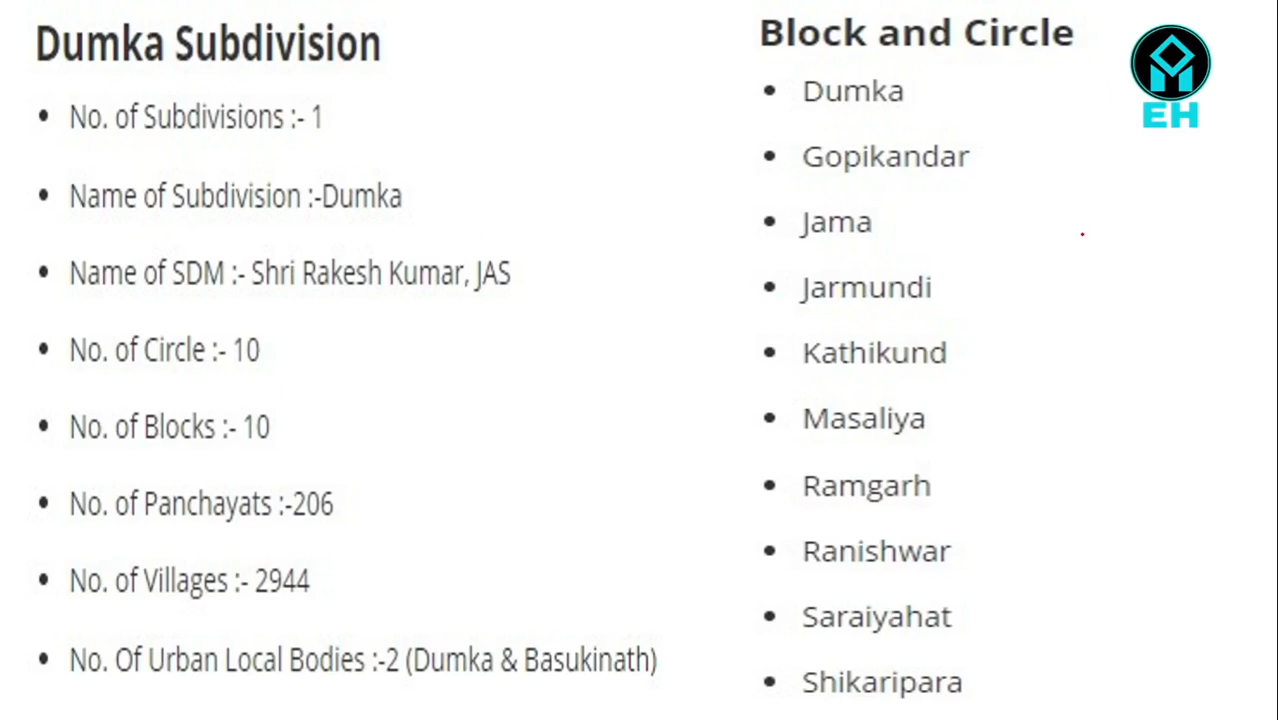 Dumka Subdivision
• No. of Subdivisions :- 1
• Name of Subdivision :-Dumka
• Name of SDM :- Shri Rakesh Kumar, JAS
• No. of Circle :- 10
• No. of Blocks :- 10
• No. of Panchayats :-206
• No. of Villages :- 2944
• No. Of Urban Local Bodies :-2 (Dumka & Basukinath)
Block and Circle
• Dumka
• Gopikandar
• Jama
• Jarmundi
• Kathikund
• Masaliya
• Ramgarh
• Ranishwar
• Saraiyahat
• Shikaripara
EH